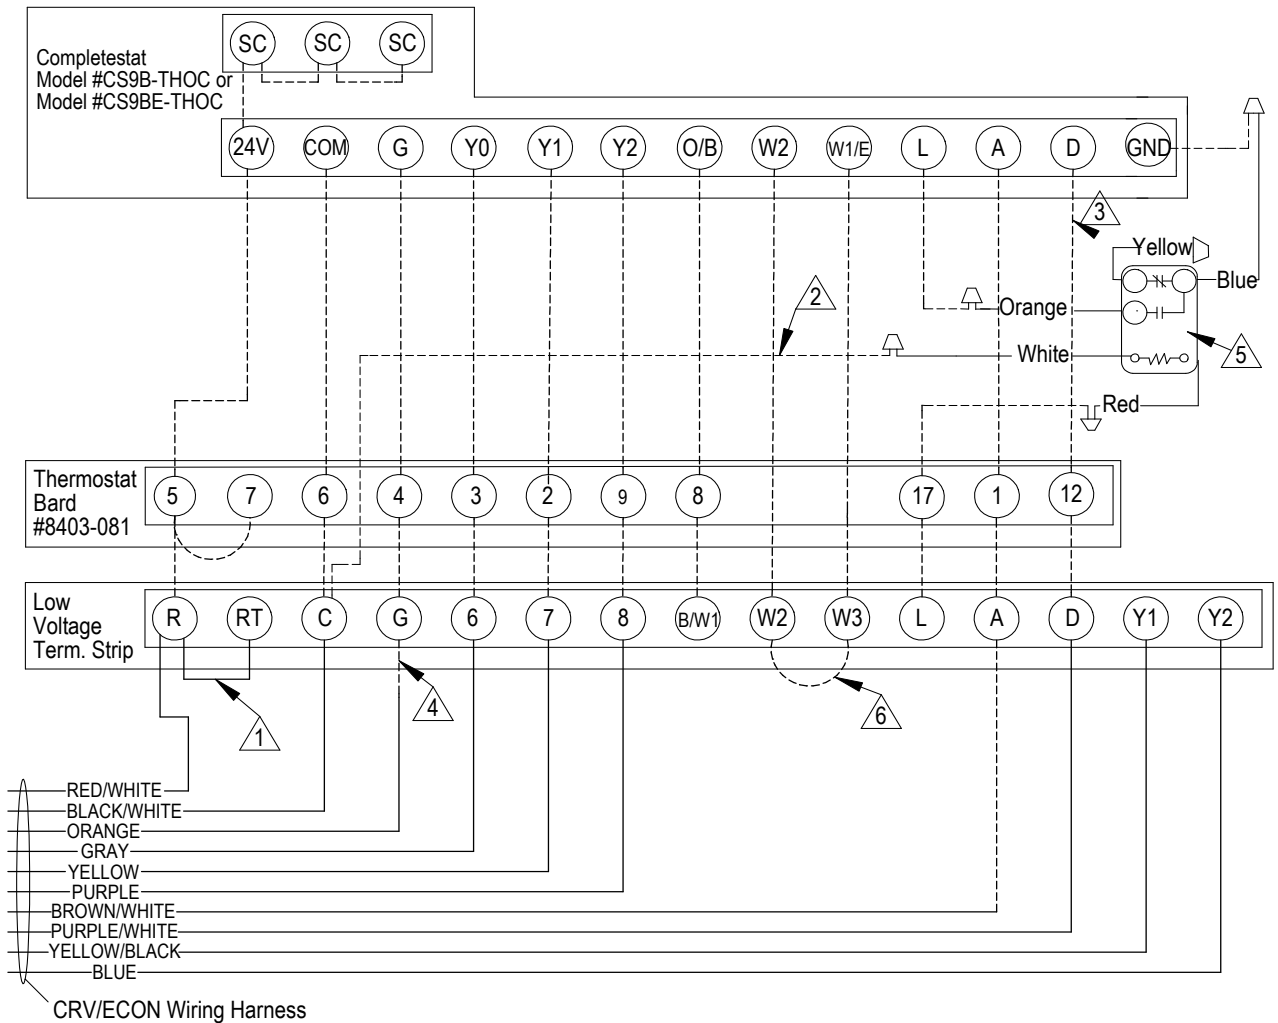 SC SC SC
Completestat
Model #CS9B-THOC or
Model #CS9BE-THOC
24V COM G Y0 Y1 Y2 O/B W2 W1/E L A D GND
3
Yellow
Blue
2
Orange
White
5
Red
Thermostat
Bard
#8403-081
5 7 6 4 3 2 9 8 17 1 12
Low
Voltage
Term. Strip
R RT C G 6 7 8 B/W1 W2 W3 L A D Y1 Y2
1
4
6
RED/WHITE
BLACK/WHITE
ORANGE
GRAY
YELLOW
PURPLE
BROWN/WHITE
PURPLE/WHITE
YELLOW/BLACK
BLUE
CRV/ECON Wiring Harness